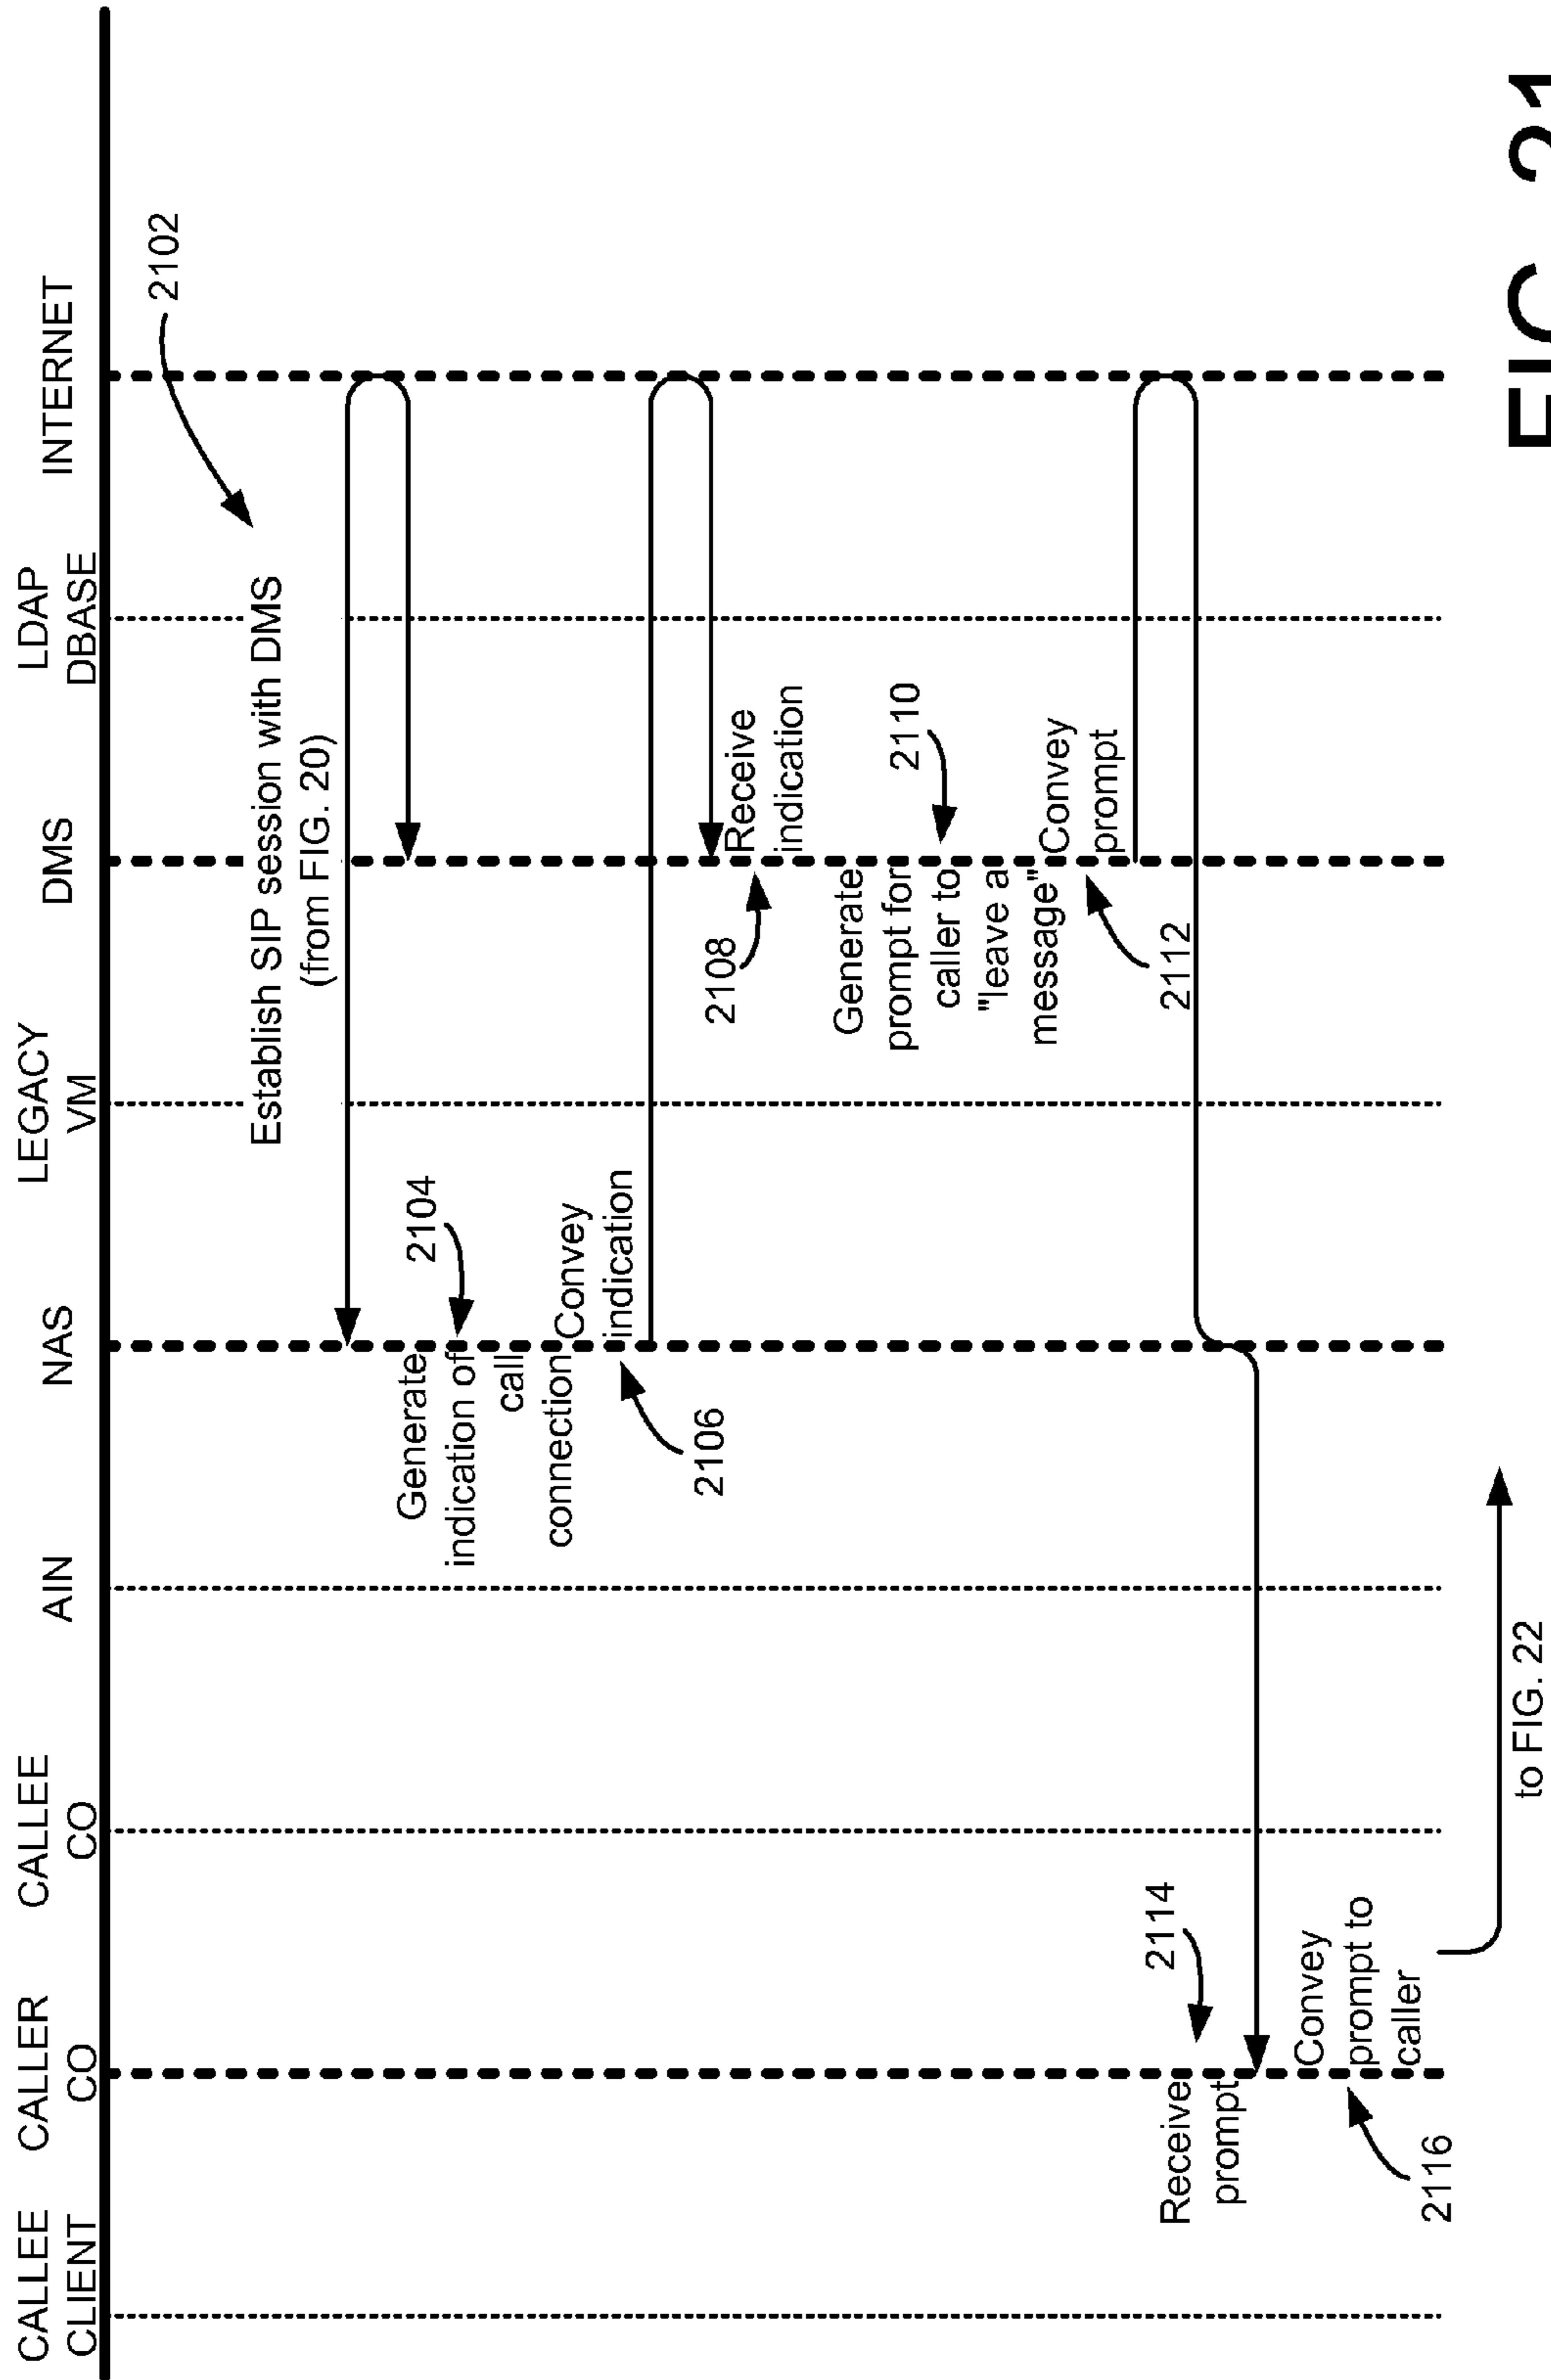 CALLEE
CLIENT
CALLER
CO
CALLEE
CO
AIN
NAS
LEGACY
VM
DMS
LDAP
DBASE
INTERNET
2102
Establish SIP session with DMS
(from FIG. 20)
Generate
indication of
call
connection
2104
Convey
indication
2106
Receive
indication
2108
Generate
prompt for
caller to
"leave a
message"
2110
Convey
prompt
2112
Receive
prompt
2114
Convey
prompt to
caller
2116
to FIG. 22
FIG. 21